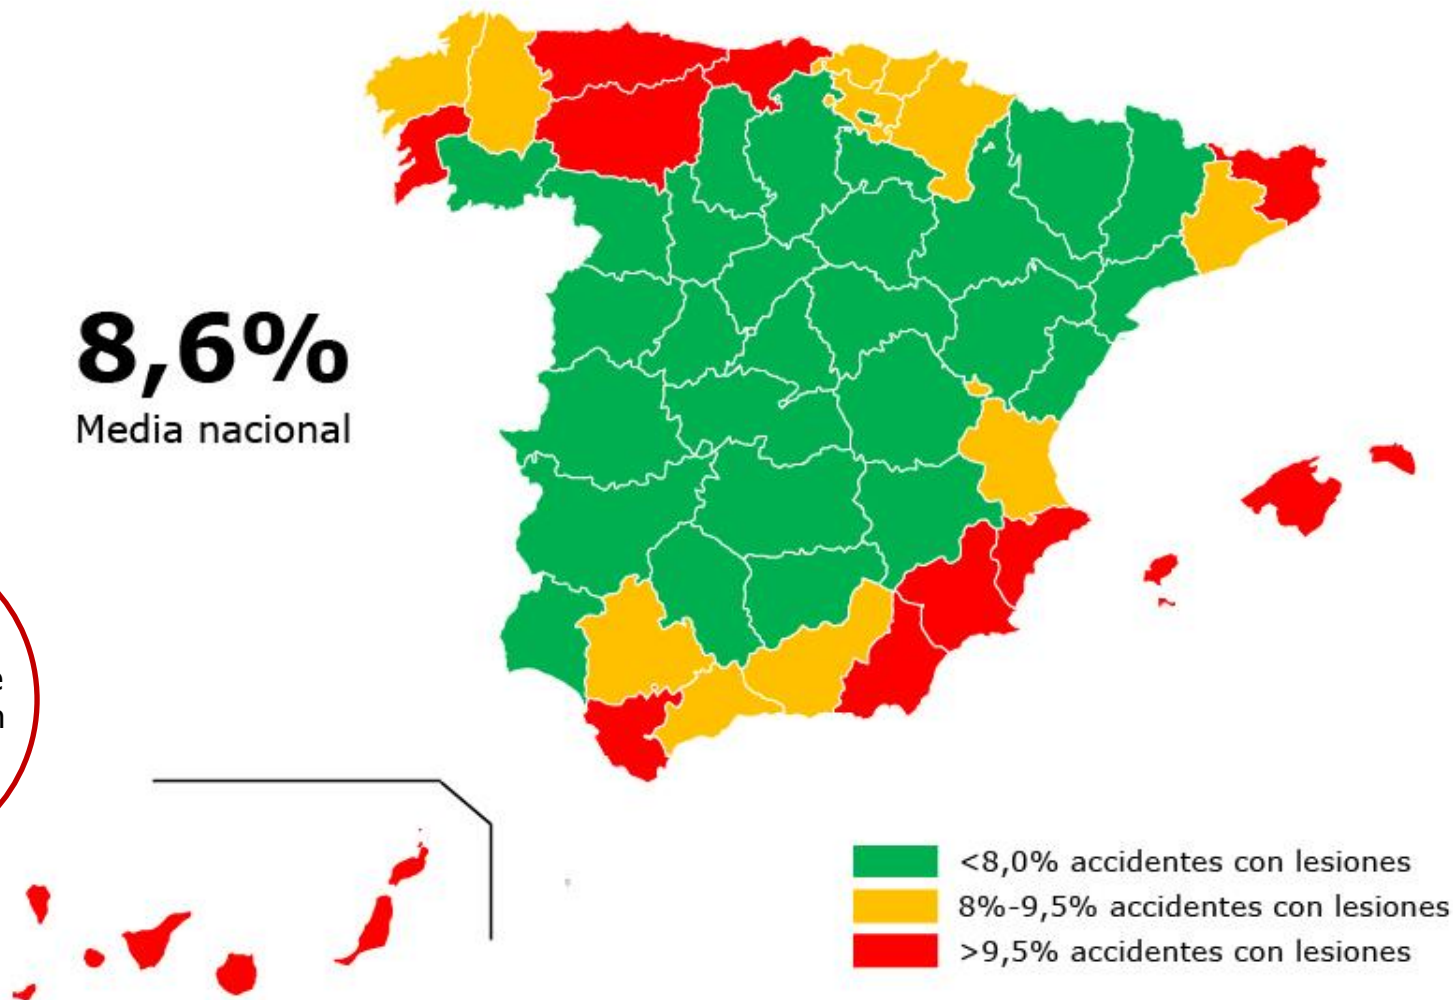 8,6%
Media nacional
<8,0% accidentes con lesiones
8%-9,5% accidentes con lesiones
>9,5% accidentes con lesiones